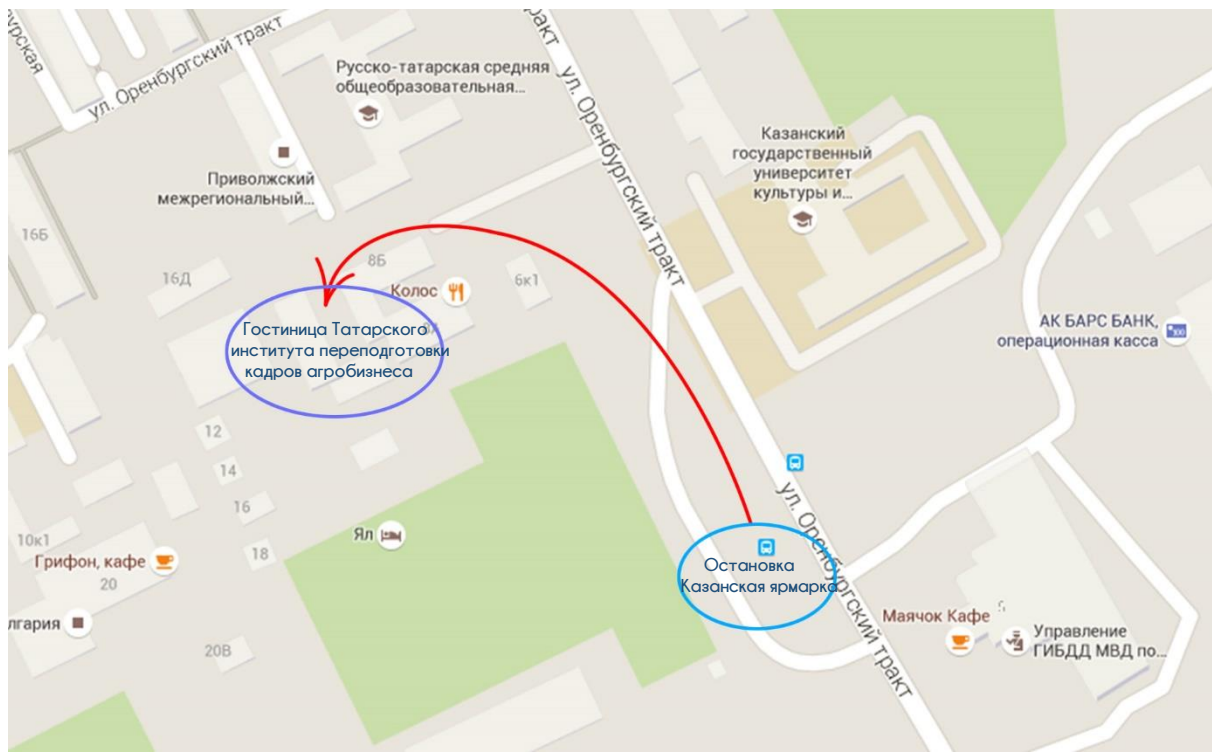 урская
ул. Оренбургский тракт
Русско-татарская средняя
общеобразовательная...
Приволжский
межрегиональный...
тракт
ул. Оренбургский тракт
Казанский
государственный
университет
культуры и...
16Б
16Д
8Б
Колос
6к1
АК БАРС БАНК,
операционная касса
Гостиница Татарского
института переподготовки
кадров агробизнеса
12
14
16
18
10к1
Грифон, кафе
20
Ял
лгария
20В
ул. Оренбургский тракт
Остановка
Казанская ярмарка
Маячок Кафе
Управление
ГИБДД МВД по...